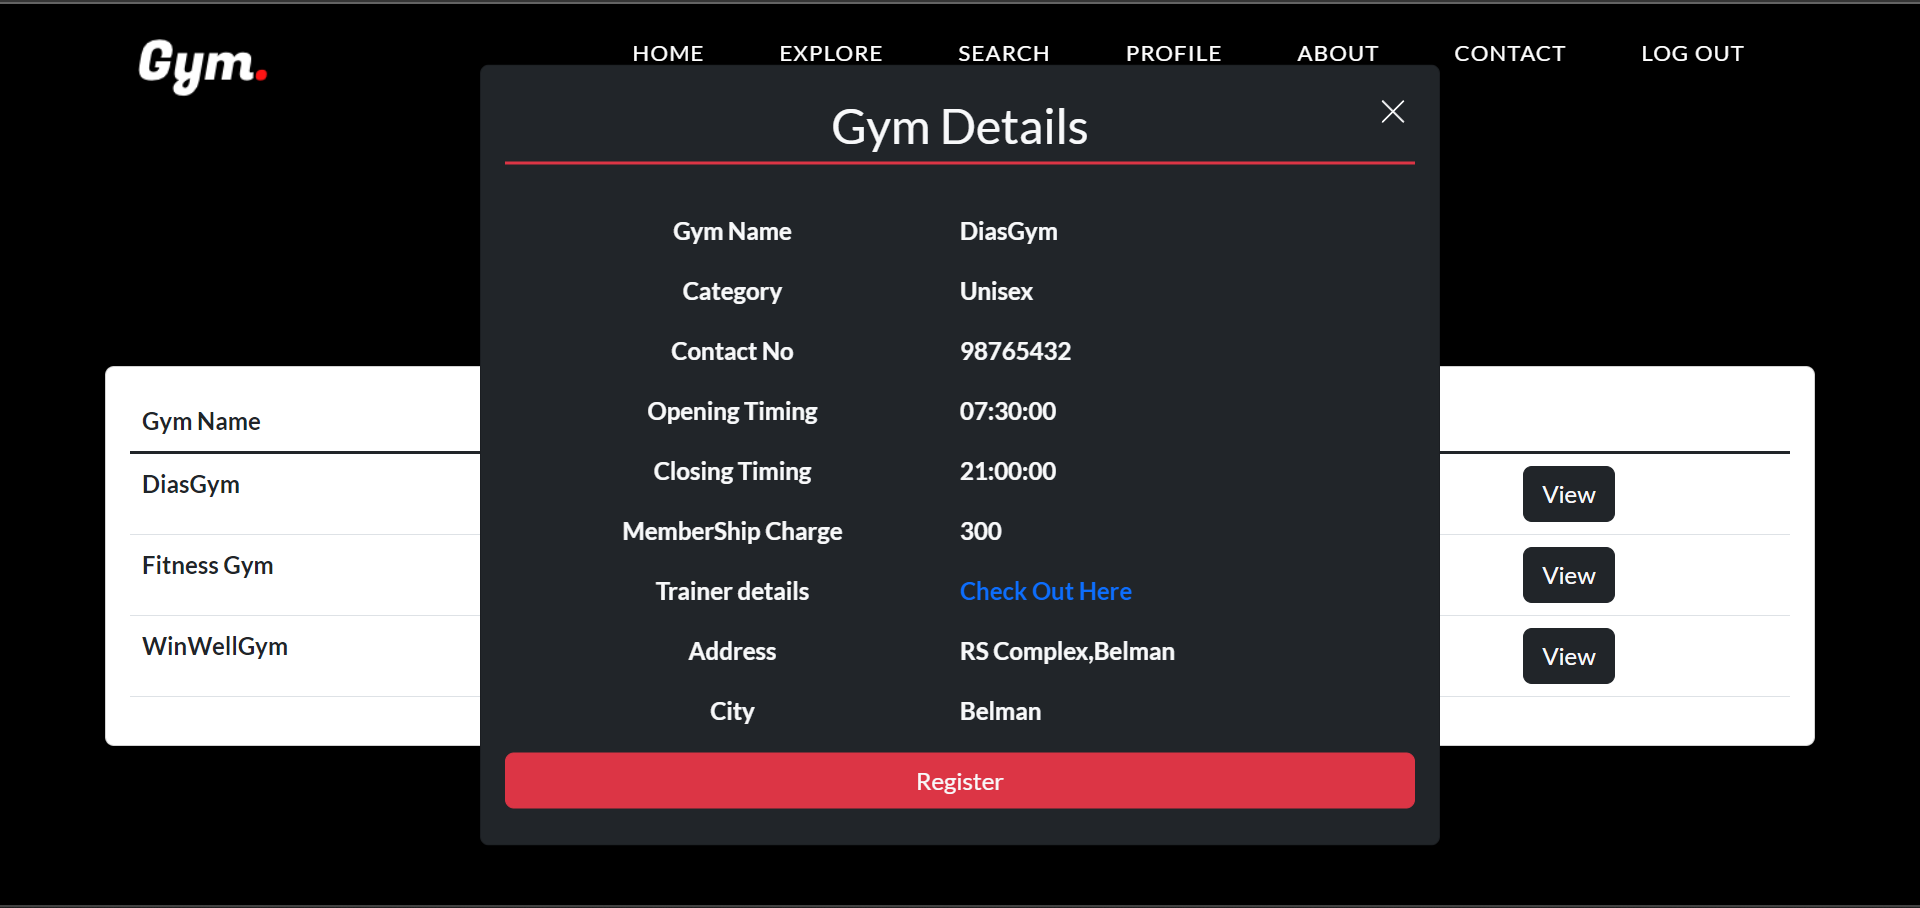 Gym.
HOME EXPLORE SEARCH PROFILE ABOUT CONTACT LOG OUT
Gym Details
Gym Name DiasGym
Category Unisex
Contact No 98765432
Opening Timing 07:30:00
Closing Timing 21:00:00
MemberShip Charge 300
Trainer details Check Out Here
Address RS Complex,Belman
City Belman
Register
Gym Name
DiasGym View
Fitness Gym View
WinWellGym View